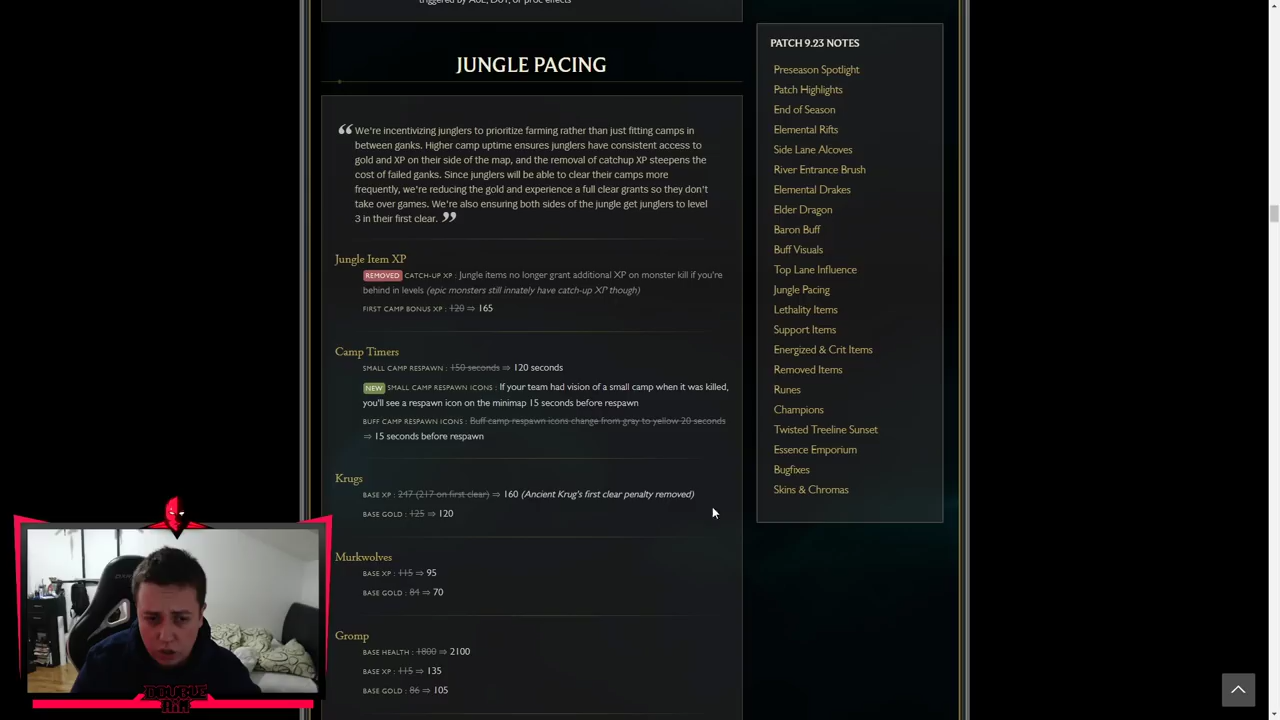 triggered by AOE, DOT, or proc effects
JUNGLE PACING
“ We're incentivizing junglers to prioritize farming rather than just fitting camps in
between ganks. Higher camp uptime ensures junglers have consistent access to
gold and XP on their side of the map, and the removal of catchup XP steepens the
cost of failed ganks. Since junglers will be able to clear their camps more
frequently, we're reducing the gold and experience a full clear grants so they don't
take over games. We're also ensuring both sides of the jungle get junglers to level
3 in their first clear. ”
Jungle Item XP
REMOVED CATCH-UP XP : Jungle items no longer grant additional XP on monster kill if you're
behind in levels (epic monsters still innately have catch-up XP though)
FIRST CAMP BONUS XP : 120 ⇒ 165
Camp Timers
SMALL CAMP RESPAWN : 150 seconds ⇒ 120 seconds
NEW SMALL CAMP RESPAWN ICONS : If your team had vision of a small camp when it was killed,
you'll see a respawn icon on the minimap 15 seconds before respawn
BUFF CAMP RESPAWN ICONS : Buff camp respawn icons change from gray to yellow 20 seconds
⇒ 15 seconds before respawn
Krugs
BASE XP : 247 (217 on first clear) ⇒ 160 (Ancient Krug's first clear penalty removed)
BASE GOLD : 125 ⇒ 120
Murkwolves
BASE XP : 115 ⇒ 95
BASE GOLD : 84 ⇒ 70
Gromp
BASE HEALTH : 1800 ⇒ 2100
BASE XP : 115 ⇒ 135
BASE GOLD : 86 ⇒ 105
PATCH 9.23 NOTES
Preseason Spotlight
Patch Highlights
End of Season
Elemental Rifts
Side Lane Alcoves
River Entrance Brush
Elemental Drakes
Elder Dragon
Baron Buff
Buff Visuals
Top Lane Influence
Jungle Pacing
Lethality Items
Support Items
Energized & Crit Items
Removed Items
Runes
Champions
Twisted Treeline Sunset
Essence Emporium
Bugfixes
Skins & Chromas